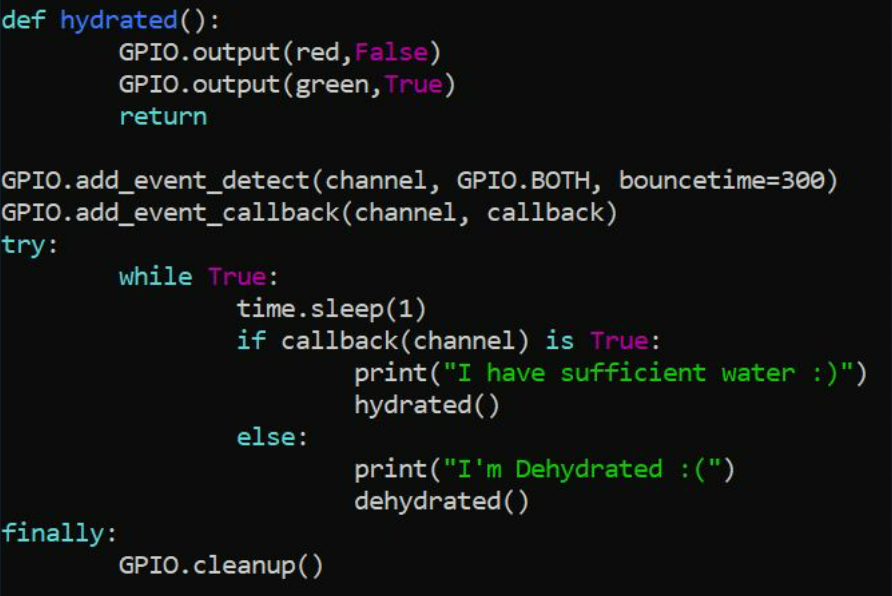 def hydrated():
        GPIO.output(red,False)
        GPIO.output(green,True)
        return

GPIO.add_event_detect(channel, GPIO.BOTH, bouncetime=300)
GPIO.add_event_callback(channel, callback)
try:
        while True:
                time.sleep(1)
                if callback(channel) is True:
                        print("I have sufficient water :)")
                        hydrated()
                else:
                        print("I'm Dehydrated :(")
                        dehydrated()
finally:
        GPIO.cleanup()